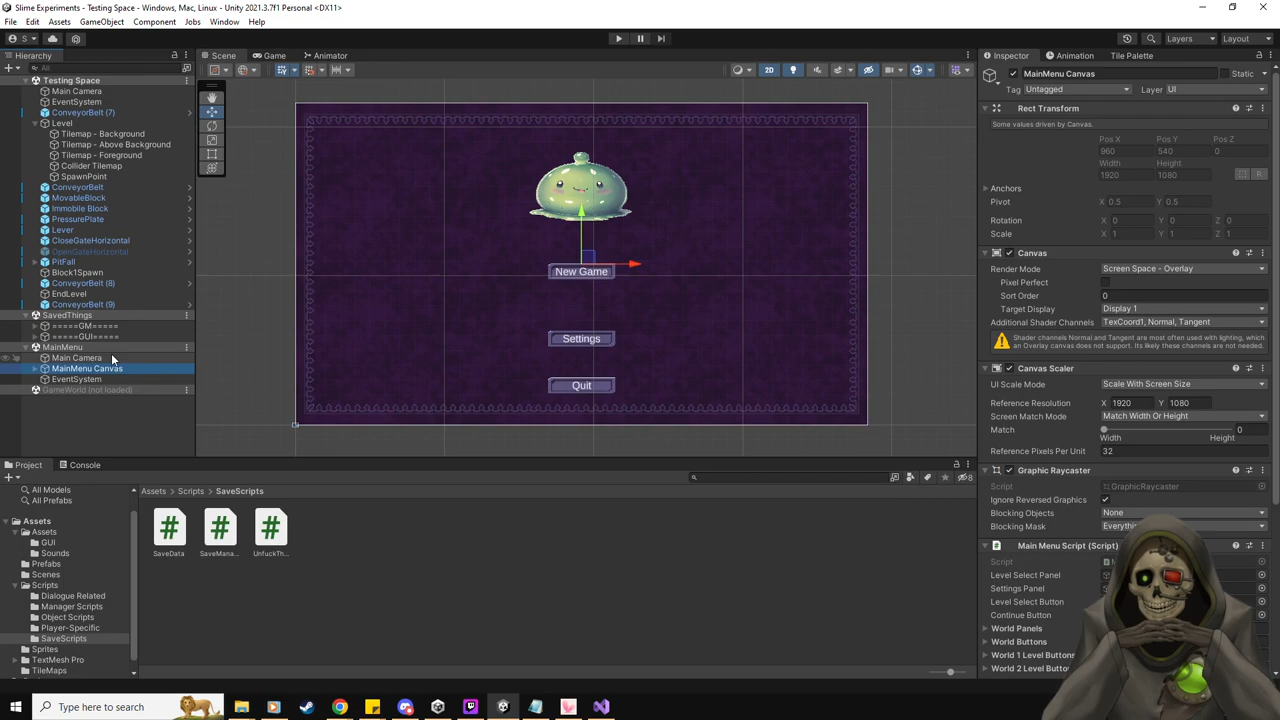 Slime Experiments - Testing Space - Windows, Mac, Linux - Unity 2021.3.7f1 Personal <DX11>
File Edit Assets GameObject Component Jobs Window Help
S Layers Layout
Hierarchy Scene Game Animator Inspector Animation Tile Palette
All
2D
Testing Space
Main Camera
EventSystem
ConveyorBelt (7)
Level
Tilemap - Background
Tilemap - Above Background
Tilemap - Foreground
Collider Tilemap
SpawnPoint
ConveyorBelt
MovableBlock
Immobile Block
PressurePlate
Lever
CloseGateHorizontal
OpenGateHorizontal
PitFall
Block1Spawn
ConveyorBelt (8)
EndLevel
ConveyorBelt (9)
SavedThings
=====GM=====
=====GUI=====
MainMenu
Main Camera
MainMenu Canvas
EventSystem
GameWorld (not loaded)
New Game
Settings
Quit
MainMenu Canvas Static
Tag Untagged Layer UI
Rect Transform
Some values driven by Canvas.
Pos X Pos Y Pos Z
960 540 0
Width Height
1920 1080 R
Anchors
Pivot X 0.5 Y 0.5
Rotation X 0 Y 0 Z 0
Scale X 1 Y 1 Z 1
Canvas
Render Mode Screen Space - Overlay
Pixel Perfect
Sort Order 0
Target Display Display 1
Additional Shader Channels TexCoord1, Normal, Tangent
Shader channels Normal and Tangent are most often used with lighting, which an Overlay canvas does not support. Its likely these channels are not needed.
Canvas Scaler
UI Scale Mode Scale With Screen Size
Reference Resolution X 1920 Y 1080
Screen Match Mode Match Width Or Height
Match 0
Width Height
Reference Pixels Per Unit 32
Graphic Raycaster
Script GraphicRaycaster
Ignore Reversed Graphics
Blocking Objects None
Blocking Mask
Main Menu Script (Script)
Script
Level Select Panel
Settings Panel
Level Select Button
Continue Button
World Panels
World Buttons
World 1 Level Buttons
World 2 Level
Project Console
8
All Models
All Prefabs
Assets
Assets
GUI
Sounds
Prefabs
Scenes
Scripts
Dialogue Related
Manager Scripts
Object Scripts
Player-Specific
SaveScripts
Sprites
TextMesh Pro
TileMaps
Assets > Scripts > SaveScripts
# # #
SaveData SaveMana... UnfuckTh...
Type here to search